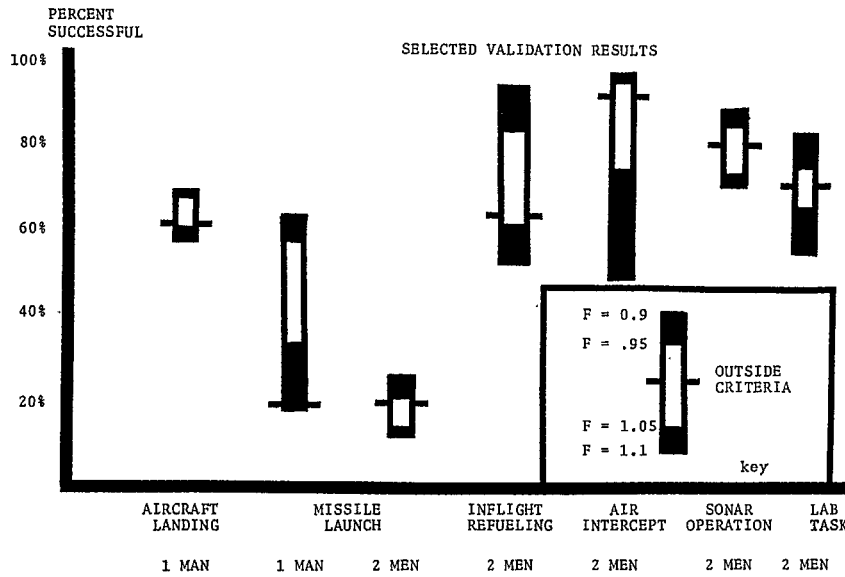 PERCENT
SUCCESSFUL
SELECTED VALIDATION RESULTS
100%
80%
60%
40%
20%
F = 0.9
F = .95
OUTSIDE
CRITERIA
F = 1.05
F = 1.1
key
AIRCRAFT
LANDING
MISSILE
LAUNCH
INFLIGHT
REFUELING
AIR
INTERCEPT
SONAR
OPERATION
LAB
TASK
1 MAN
1 MAN
2 MEN
2 MEN
2 MEN
2 MEN
2 MEN